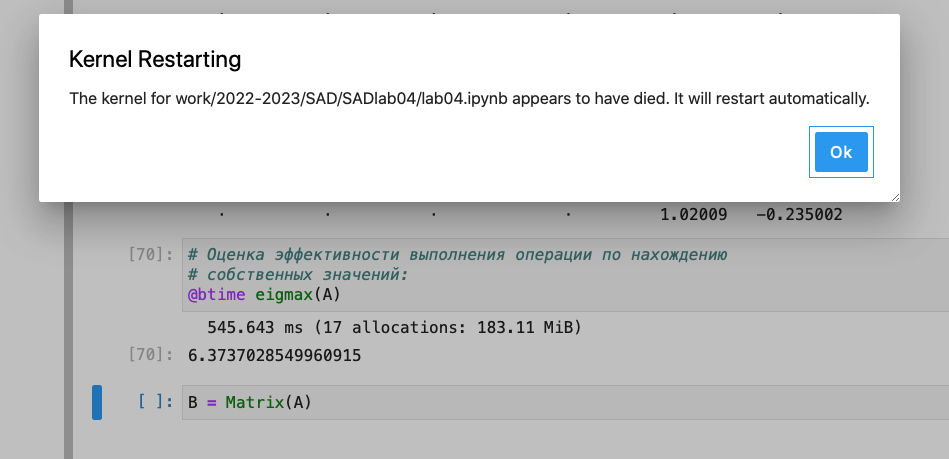 Kernel Restarting
The kernel for work/2022-2023/SAD/SADlab04/lab04.ipynb appears to have died. It will restart automatically.
Ok
. . . . 1.02009 -0.235002
[70]: # Оценка эффективности выполнения операции по нахождению
# собственных значений:
@btime eigmax(A)
545.643 ms (17 allocations: 183.11 MiB)
[70]: 6.3737028549960915
[ ]: B = Matrix(A)